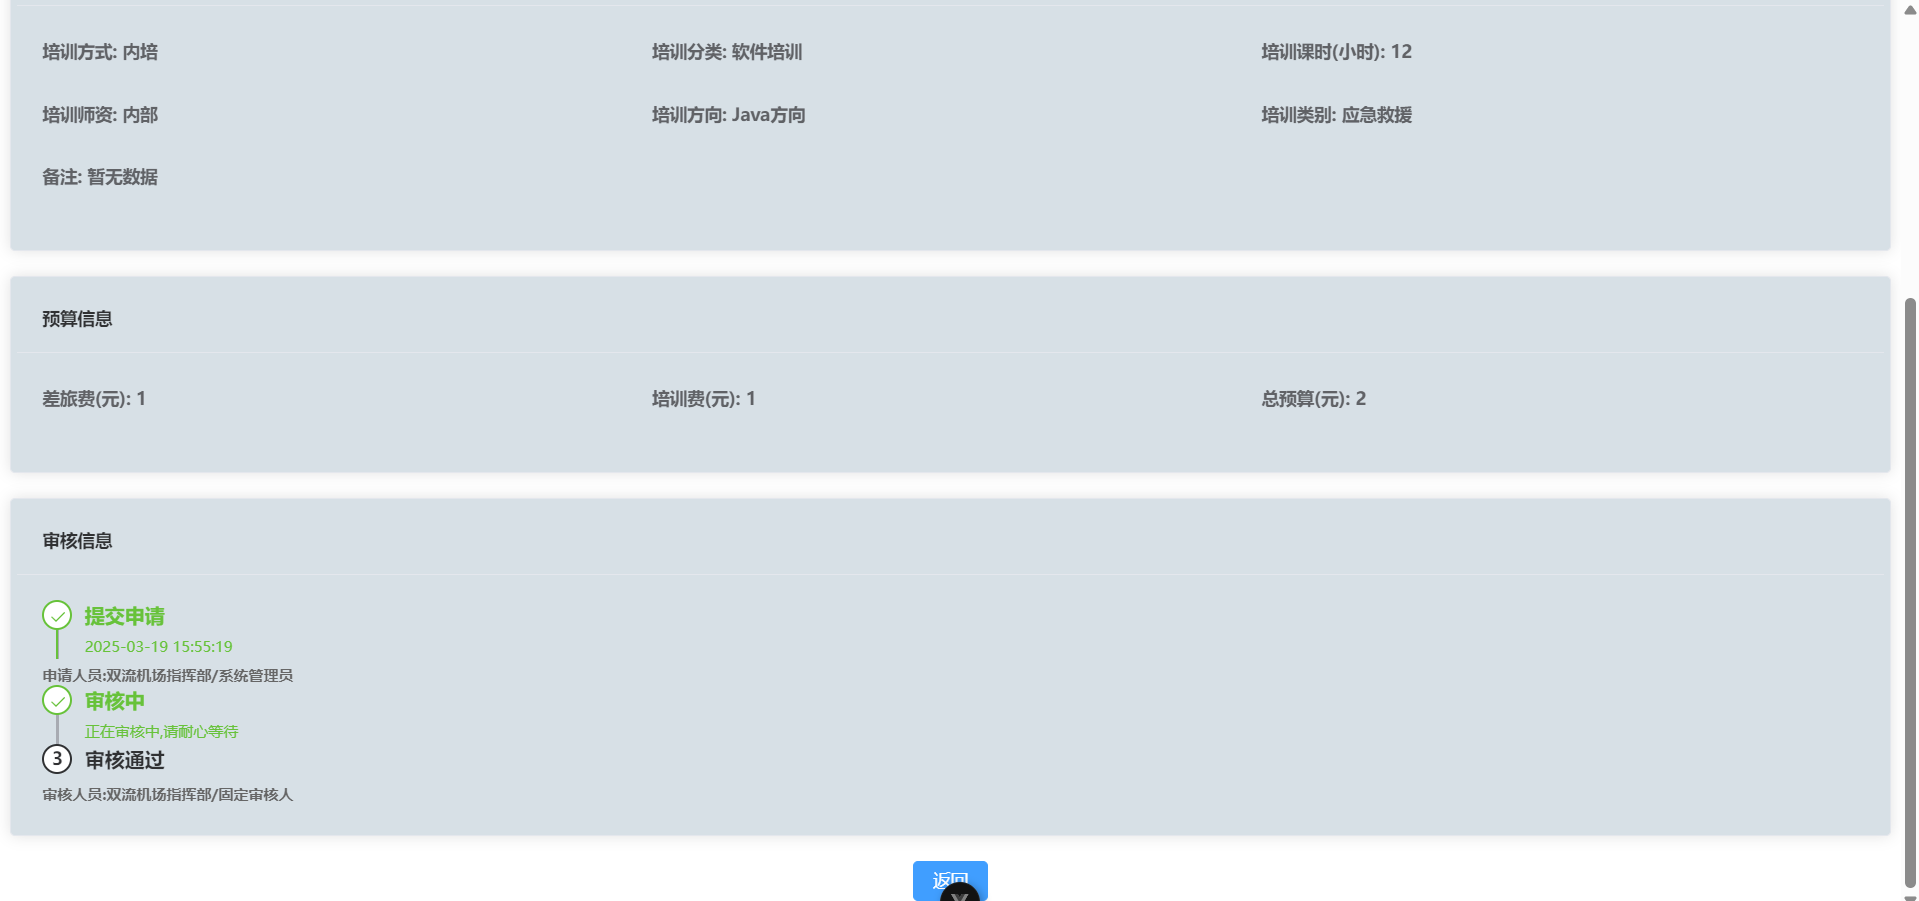 培训方式: 内培
培训分类: 软件培训
培训课时(小时): 12
培训师资: 内部
培训方向: Java方向
培训类别: 应急救援
备注: 暂无数据
预算信息
差旅费(元): 1
培训费(元): 1
总预算(元): 2
审核信息
提交申请
2025-03-19 15:55:19
申请人员:双流机场指挥部/系统管理员
审核中
正在审核中,请耐心等待
3 审核通过
审核人员:双流机场指挥部/固定审核人
返回